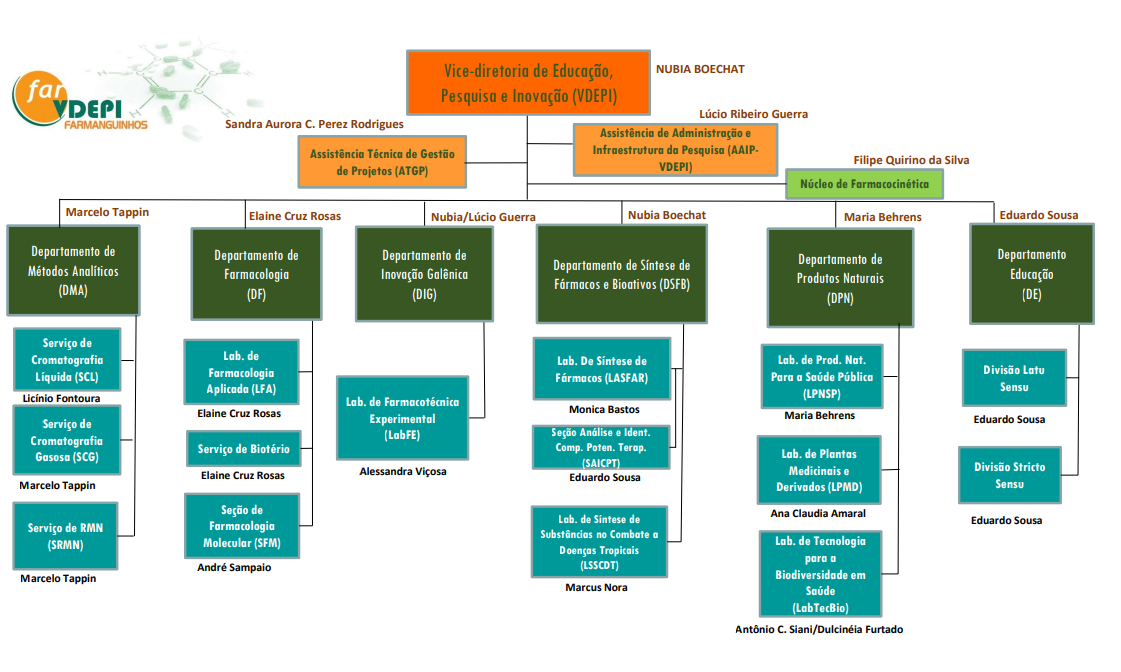 far
VDEPI
FARMANGUINHOS
Vice-diretoria de Educação,
Pesquisa e Inovação (VDEPI)
NUBIA BOECHAT
Sandra Aurora C. Perez Rodrigues
Assistência Técnica de Gestão
de Projetos (ATGP)
Lúcio Ribeiro Guerra
Assistência de Administração e
Infraestrutura da Pesquisa (AAIP-
VDEPI)
Filipe Quirino da Silva
Núcleo de Farmacocinética
Marcelo Tappin
Departamento de
Métodos Analíticos
(DMA)
Serviço de
Cromatografia
Líquida (SCL)
Licínio Fontoura
Serviço de
Cromatografia
Gasosa (SCG)
Marcelo Tappin
Serviço de RMN
(SRMN)
Marcelo Tappin
Elaine Cruz Rosas
Departamento de
Farmacologia
(DF)
Lab. de
Farmacologia
Aplicada (LFA)
Elaine Cruz Rosas
Serviço de Biotério
Elaine Cruz Rosas
Seção de
Farmacologia
Molecular (SFM)
André Sampaio
Nubia/Lúcio Guerra
Departamento de
Inovação Galênica
(DIG)
Lab. de Farmacotécnica
Experimental
(LabFE)
Alessandra Viçosa
Nubia Boechat
Departamento de Síntese de
Fármacos e Bioativos (DSFB)
Lab. De Síntese de
Fármacos (LASFAR)
Monica Bastos
Seção Análise e Ident.
Comp. Poten. Terap.
(SAICPT)
Eduardo Sousa
Lab. de Síntese de
Substâncias no Combate a
Doenças Tropicais
(LSSCDT)
Marcus Nora
Maria Behrens
Departamento de
Produtos Naturais
(DPN)
Lab. de Prod. Nat.
Para a Saúde Pública
(LPNSP)
Maria Behrens
Lab. de Plantas
Medicinais e
Derivados (LPMD)
Ana Claudia Amaral
Lab. de Tecnologia
para a
Biodiversidade em
Saúde
(LabTecBio)
Antônio C. Siani/Dulcinéia Furtado
Eduardo Sousa
Departamento
Educação
(DE)
Divisão Latu
Sensu
Eduardo Sousa
Divisão Stricto
Sensu
Eduardo Sousa